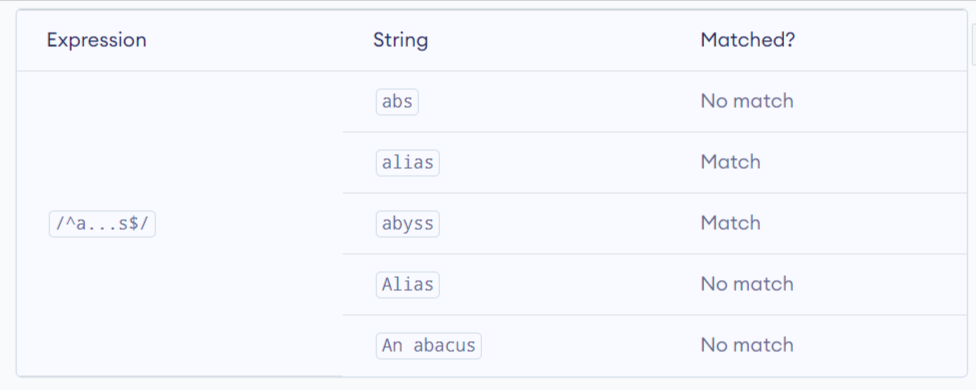 Expression String Matched?
abs No match
alias Match
/^a...s$/ abyss Match
Alias No match
An abacus No match